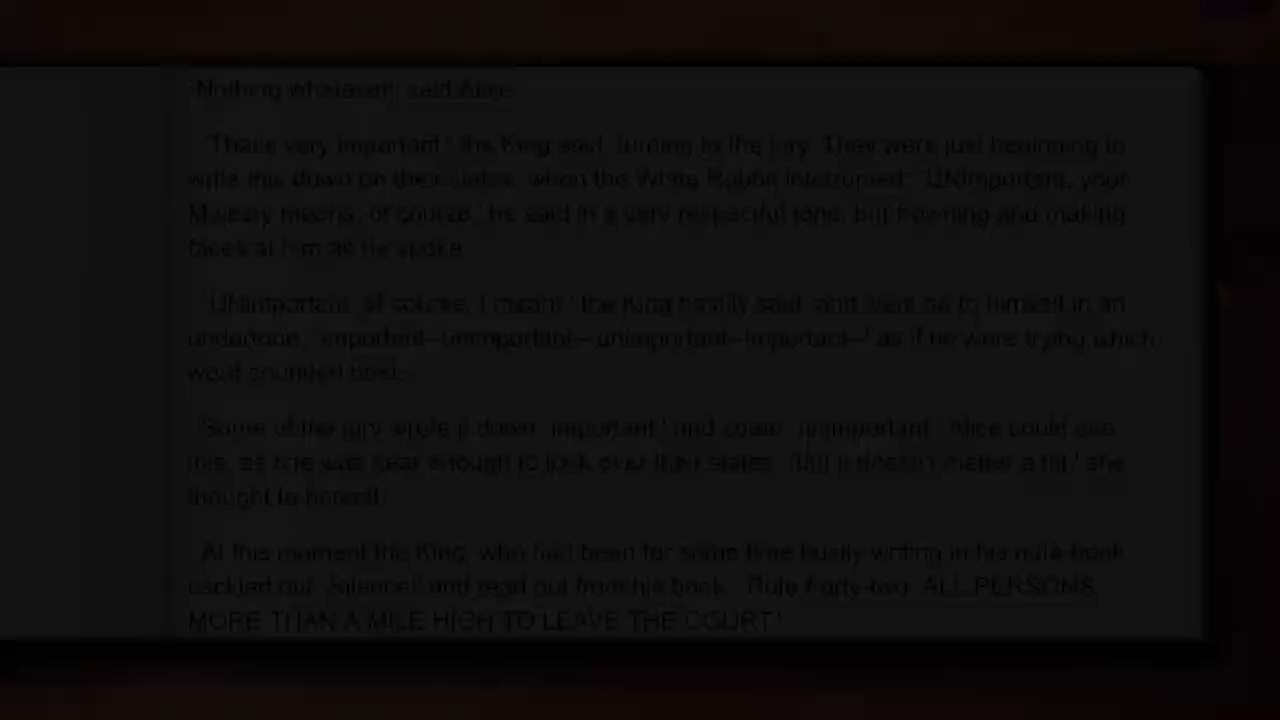 'Nothing whatever,' said Alice.
'That's very important,' the King said, turning to the jury. They were just beginning to
write this down on their slates, when the White Rabbit interrupted: 'UNimportant, your
Majesty means, of course,' he said in a very respectful tone, but frowning and making
faces at him as he spoke.
'UNimportant, of course, I meant,' the King hastily said, and went on to himself in an
undertone, 'important--unimportant-- unimportant--important--' as if he were trying which
word sounded best.
Some of the jury wrote it down 'important,' and some 'unimportant.' Alice could see
this, as she was near enough to look over their slates; 'but it doesn't matter a bit,' she
thought to herself.
At this moment the King, who had been for some time busily writing in his note-book,
cackled out 'Silence!' and read out from his book, 'Rule Forty-two. ALL PERSONS
MORE THAN A MILE HIGH TO LEAVE THE COURT.'